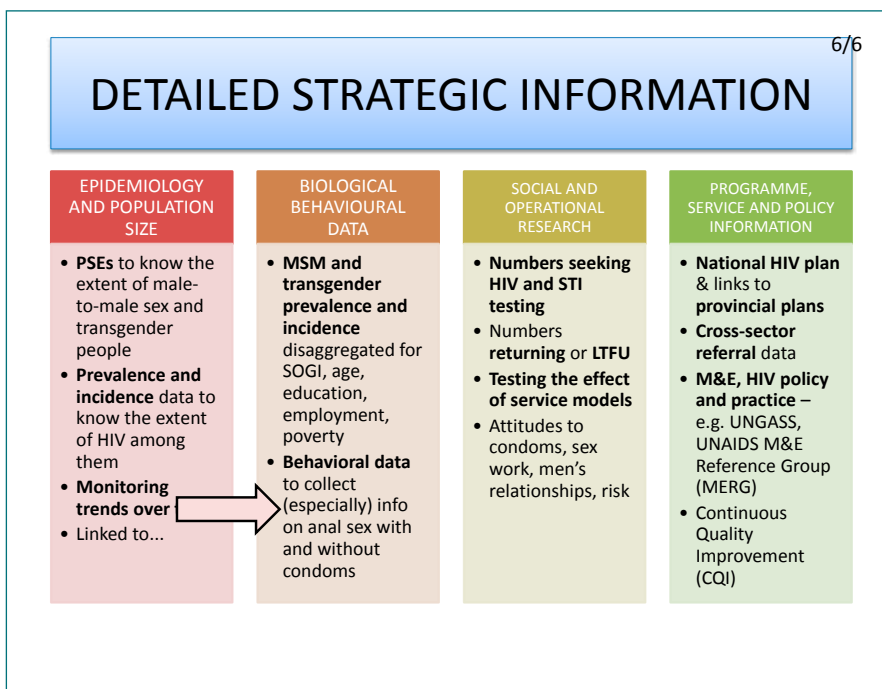 6/6
DETAILED STRATEGIC INFORMATION
EPIDEMIOLOGY
AND POPULATION
SIZE
• PSEs to know the
extent of male-
to-male sex and
transgender
people
• Prevalence and
incidence data to
know the extent
of HIV among
them
• Monitoring
trends over
• Linked to...
BIOLOGICAL
BEHAVIOURAL
DATA
• MSM and
transgender
prevalence and
incidence
disaggregated for
SOGI, age,
education,
employment,
poverty
• Behavioral data
to collect
(especially) info
on anal sex with
and without
condoms
SOCIAL AND
OPERATIONAL
RESEARCH
• Numbers seeking
HIV and STI
testing
• Numbers
returning or LTFU
• Testing the effect
of service models
• Attitudes to
condoms, sex
work, men's
relationships, risk
PROGRAMME,
SERVICE AND POLICY
INFORMATION
• National HIV plan
& links to
provincial plans
• Cross-sector
referral data
• M&E, HIV policy
and practice –
e.g. UNGASS,
UNAIDS M&E
Reference Group
(MERG)
• Continuous
Quality
Improvement
(CQI)